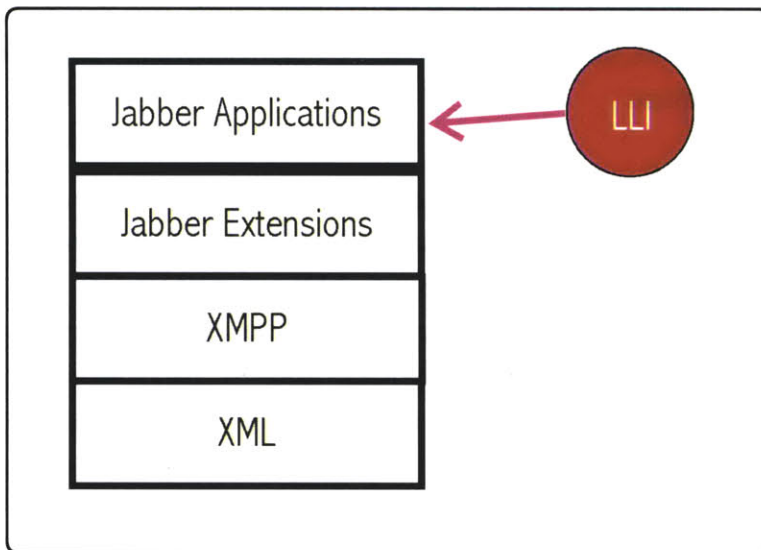 Jabber Applications
LLI
Jabber Extensions
XMPP
XML